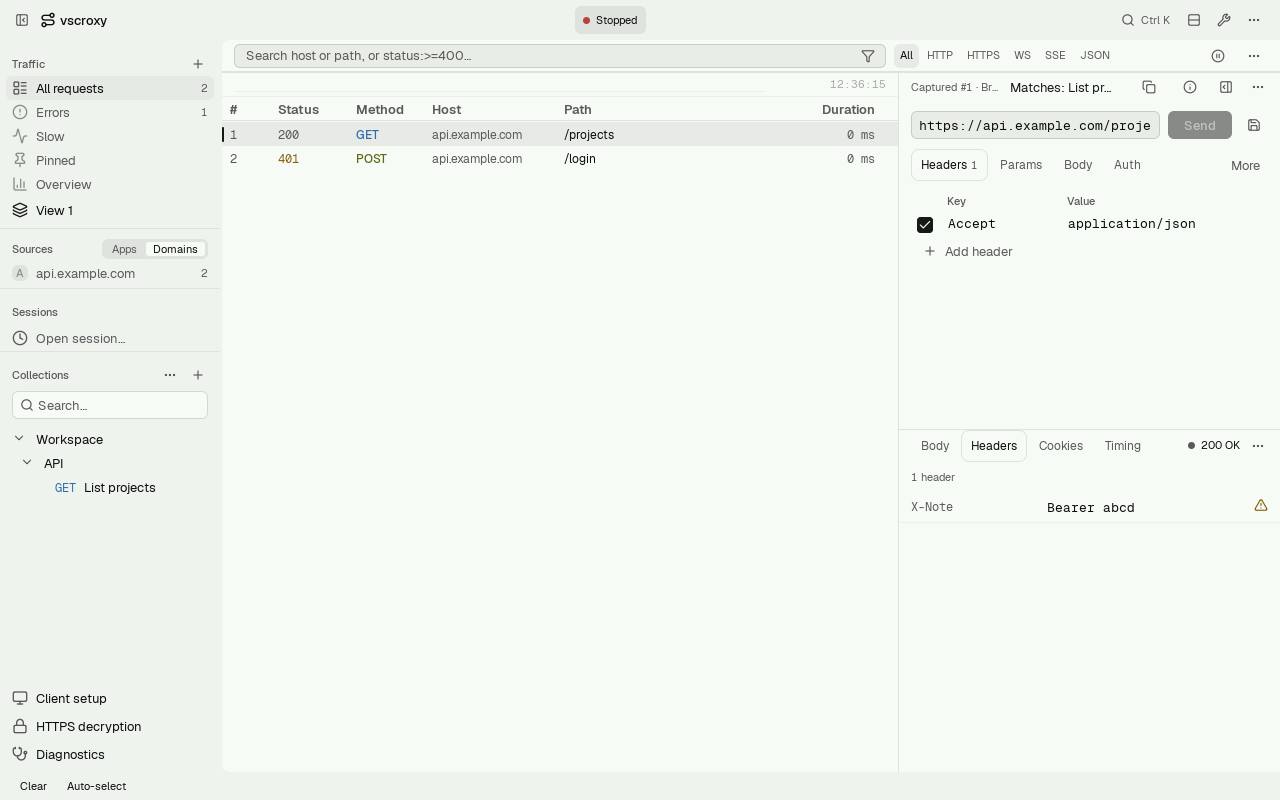 vscroxy
Stopped
Ctrl K
Traffic
All requests 2
Errors 1
Slow
Pinned
Overview
View 1
Sources Apps Domains
A api.example.com 2
Sessions
Open session…
Collections
Search…
Workspace
API
GET List projects
Client setup
HTTPS decryption
Diagnostics
Clear Auto-select
Search host or path, or status:>=400…
All HTTP HTTPS WS SSE JSON
12:36:15
# Status Method Host Path Duration
1 200 GET api.example.com /projects 0 ms
2 401 POST api.example.com /login 0 ms
Captured #1 · Br… Matches: List pr…
https://api.example.com/proje Send
Headers 1 Params Body Auth More
Key Value
Accept application/json
Add header
Body Headers Cookies Timing 200 OK
1 header
X-Note Bearer abcd